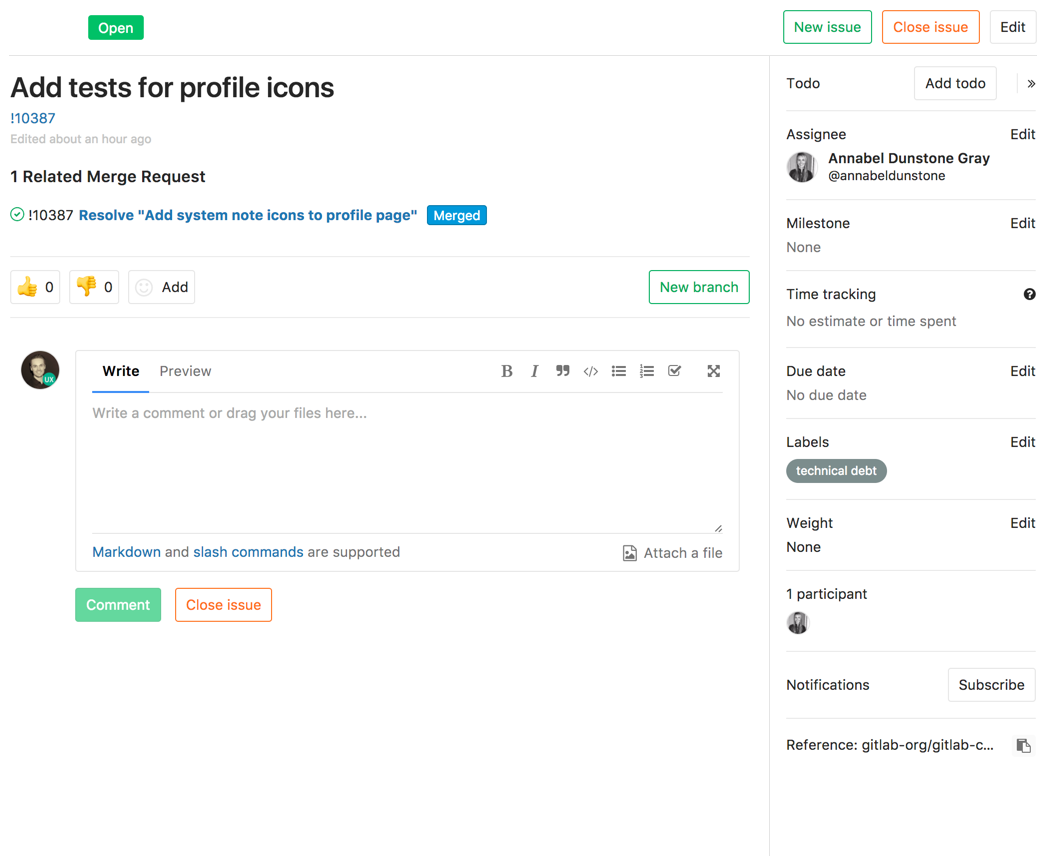 Open
New issue
Close issue
Edit
Add tests for profile icons
!10387
Edited about an hour ago
1 Related Merge Request
!10387 Resolve "Add system note icons to profile page" Merged
0
0
Add
New branch
UX
Write
Preview
B I
Write a comment or drag your files here...
Markdown and slash commands are supported
Attach a file
Comment
Close issue
Todo
Add todo
»
Assignee
Edit
Annabel Dunstone Gray
@annabeldunstone
Milestone
Edit
None
Time tracking
?
No estimate or time spent
Due date
Edit
No due date
Labels
Edit
technical debt
Weight
Edit
None
1 participant
Notifications
Subscribe
Reference: gitlab-org/gitlab-c...